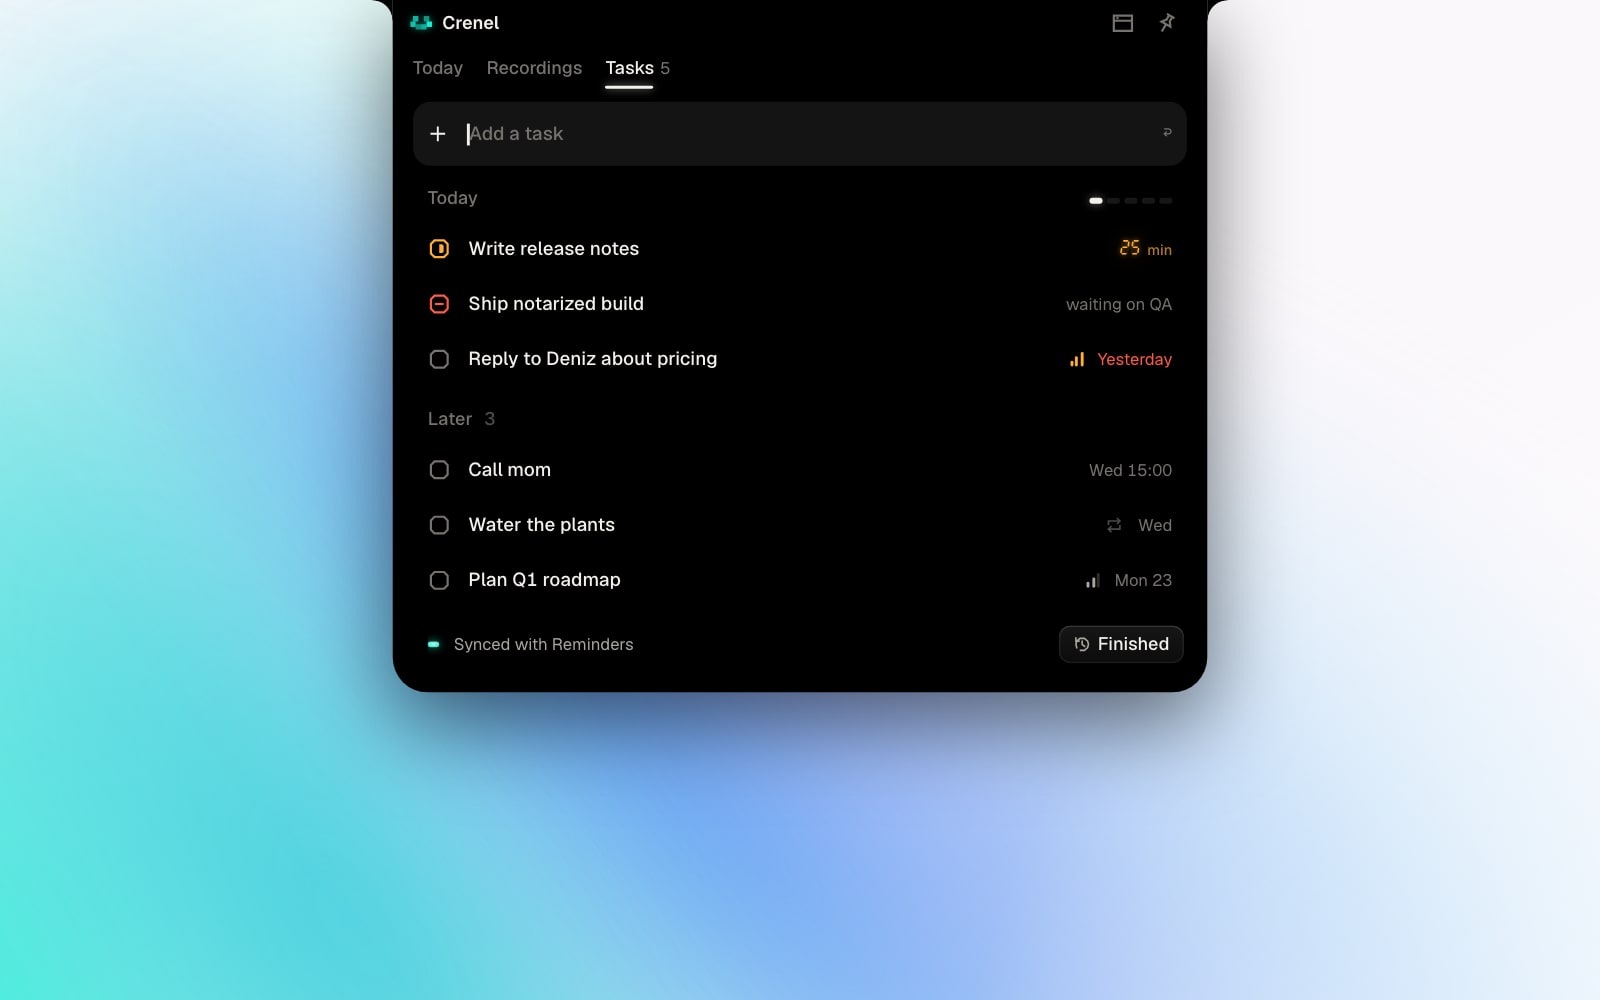 Crenel
Today Recordings Tasks 5
Add a task
Today
Write release notes 25 min
Ship notarized build waiting on QA
Reply to Deniz about pricing Yesterday
Later 3
Call mom Wed 15:00
Water the plants Wed
Plan Q1 roadmap Mon 23
Synced with Reminders Finished